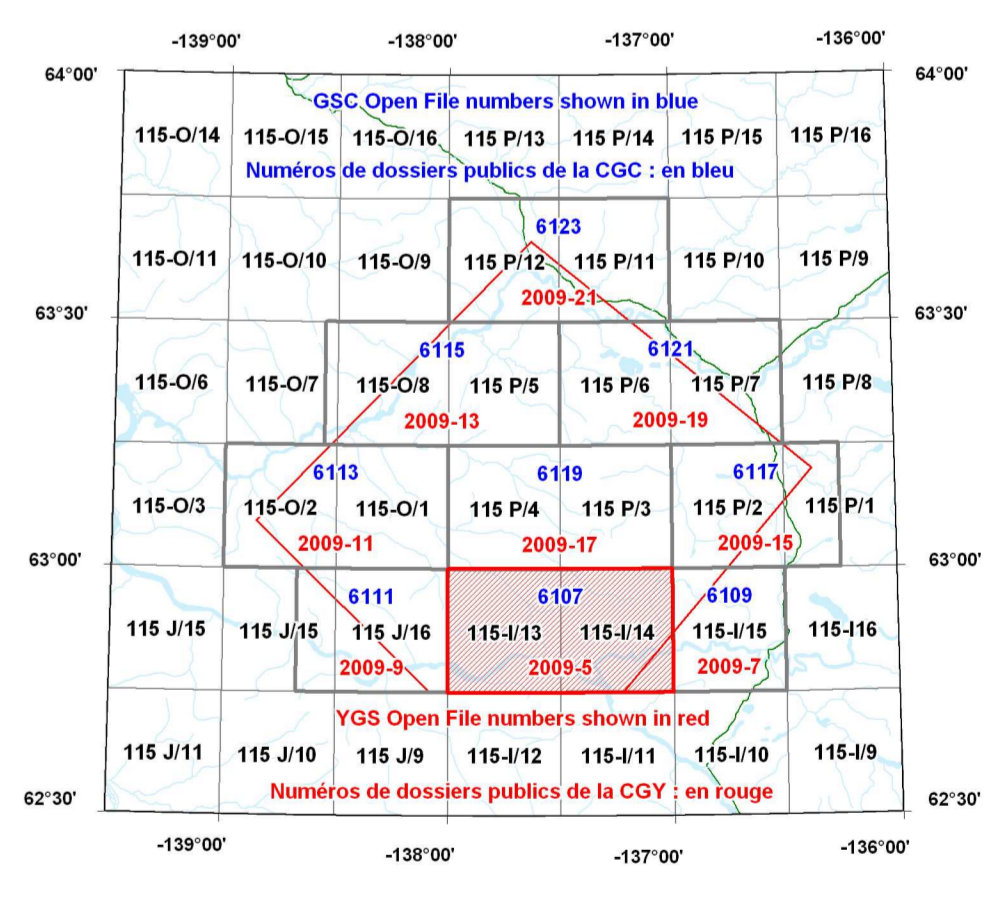 -139°00' -138°00' -137°00' -136°00'
64°00' 64°00'
GSC Open File numbers shown in blue
115-O/14 115-O/15 115-O/16 115 P/13 115 P/14 115 P/15 115 P/16
Numéros de dossiers publics de la CGC : en bleu
6123
115-O/11 115-O/10 115-O/9 115 P/12 115 P/11 115 P/10 115 P/9
2009-21
63°30' 63°30'
6115 6121
115-O/6 115-O/7 115-O/8 115 P/5 115 P/6 115 P/7 115 P/8
2009-13 2009-19
6113 6119 6117
115-O/3 115-O/2 115-O/1 115 P/4 115 P/3 115 P/2 115 P/1
2009-11 2009-17 2009-15
63°00' 63°00'
6111 6107 6109
115 J/15 115 J/15 115 J/16 115-I/13 115-I/14 115-I/15 115-I16
2009-9 2009-5 2009-7
YGS Open File numbers shown in red
115 J/11 115 J/10 115 J/9 115-I/12 115-I/11 115-I/10 115-I/9
Numéros de dossiers publics de la CGY : en rouge
62°30' 62°30'
-139°00' -138°00' -137°00' -136°00'